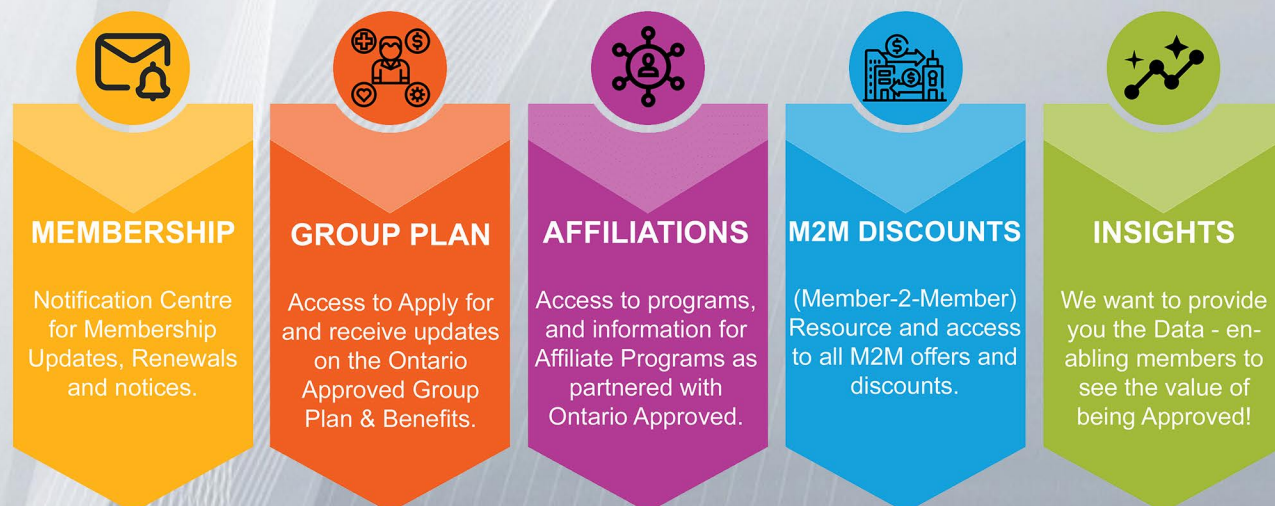 MEMBERSHIP
Notification Centre
for Membership
Updates, Renewals
and notices.
GROUP PLAN
Access to Apply for
and receive updates
on the Ontario
Approved Group
Plan & Benefits.
AFFILIATIONS
Access to programs,
and information for
Affiliate Programs as
partnered with
Ontario Approved.
M2M DISCOUNTS
(Member-2-Member)
Resource and access
to all M2M offers and
discounts.
INSIGHTS
We want to provide
you the Data - en-
abling members to
see the value of
being Approved!